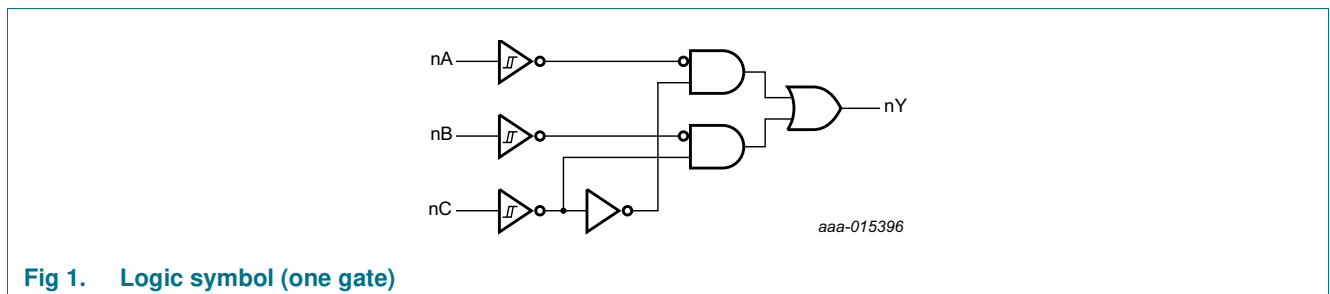 nA
nB
nC
nY
aaa-015396
Fig 1. Logic symbol (one gate)